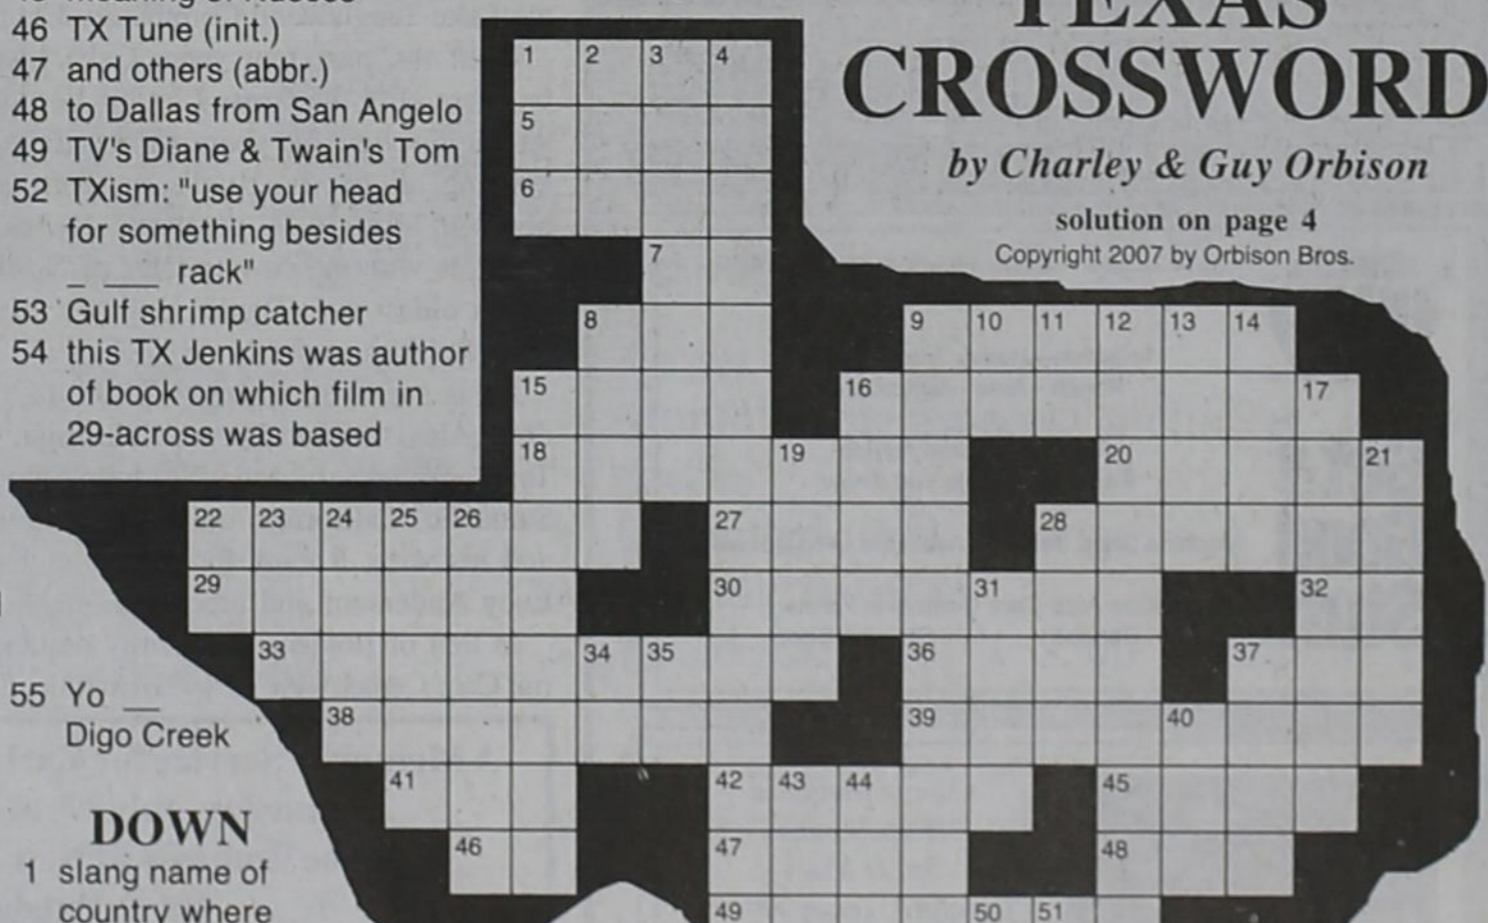 46 TX Tune (init.)
47 and others (abbr.)
48 to Dallas from San Angelo
49 TV's Diane & Twain's Tom
52 TXism: "use your head
for something besides
_ ___ rack"
53 Gulf shrimp catcher
54 this TX Jenkins was author
of book on which film in
29-across was based
55 Yo __
Digo Creek
DOWN
1 slang name of
country where
TEXAS
CROSSWORD
by Charley & Guy Orbison
solution on page 4
Copyright 2007 by Orbison Bros.
1 2 3 4
5
6
7
8 9 10 11 12 13 14
15 16 17
18 19 20 21
22 23 24 25 26 27 28
29 30 31 32
33 34 35 36 37
38 39 40
41 42 43 44 45
46 47 48
49 50 51